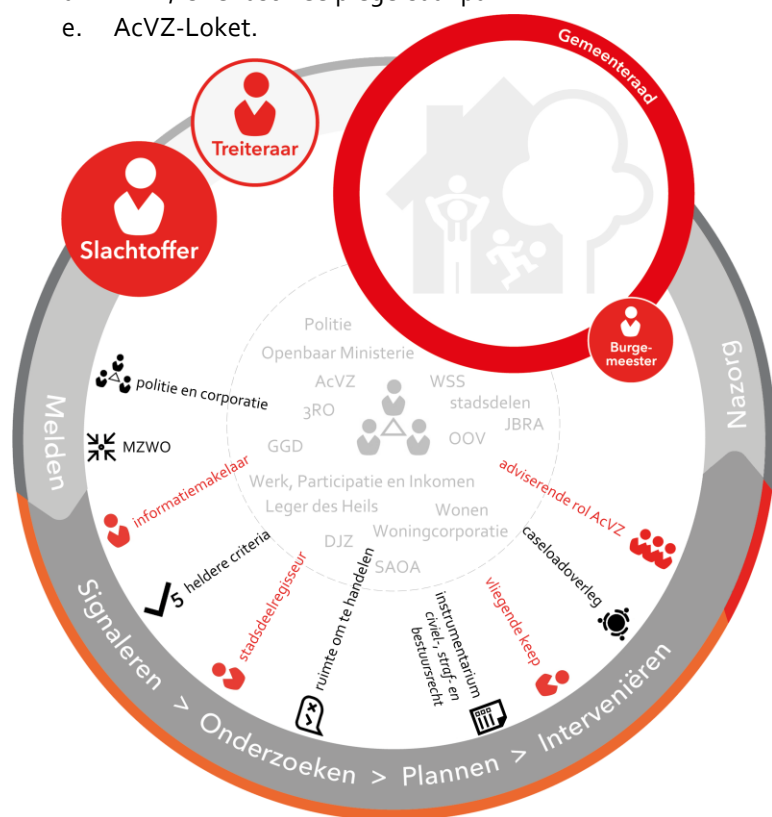 e. AcVZ-Loket.
Gemeenteraad
Treiteraar
Slachtoffer
Burge-
meester
Politie
Openbaar Ministerie
AcVZ
WSS
3RO
stadsdelen
JBRA
GGD
OOV
Werk, Participatie en Inkomen
Leger des Heils
Wonen
Woningcorporatie
DJZ
SAOA
Melden
Nazorg
politie en corporatie
MZWO
informatiemakelaar
5 heldere criteria
stadsdeelregisseur
ruimte om te handelen
instrumentarium
civiel-, straf- en
bestuursrecht
vliegende keep
caseloadoverleg
adviserende rol AcVZ
Signaleren > Onderzoeken > Plannen > Interveniëren